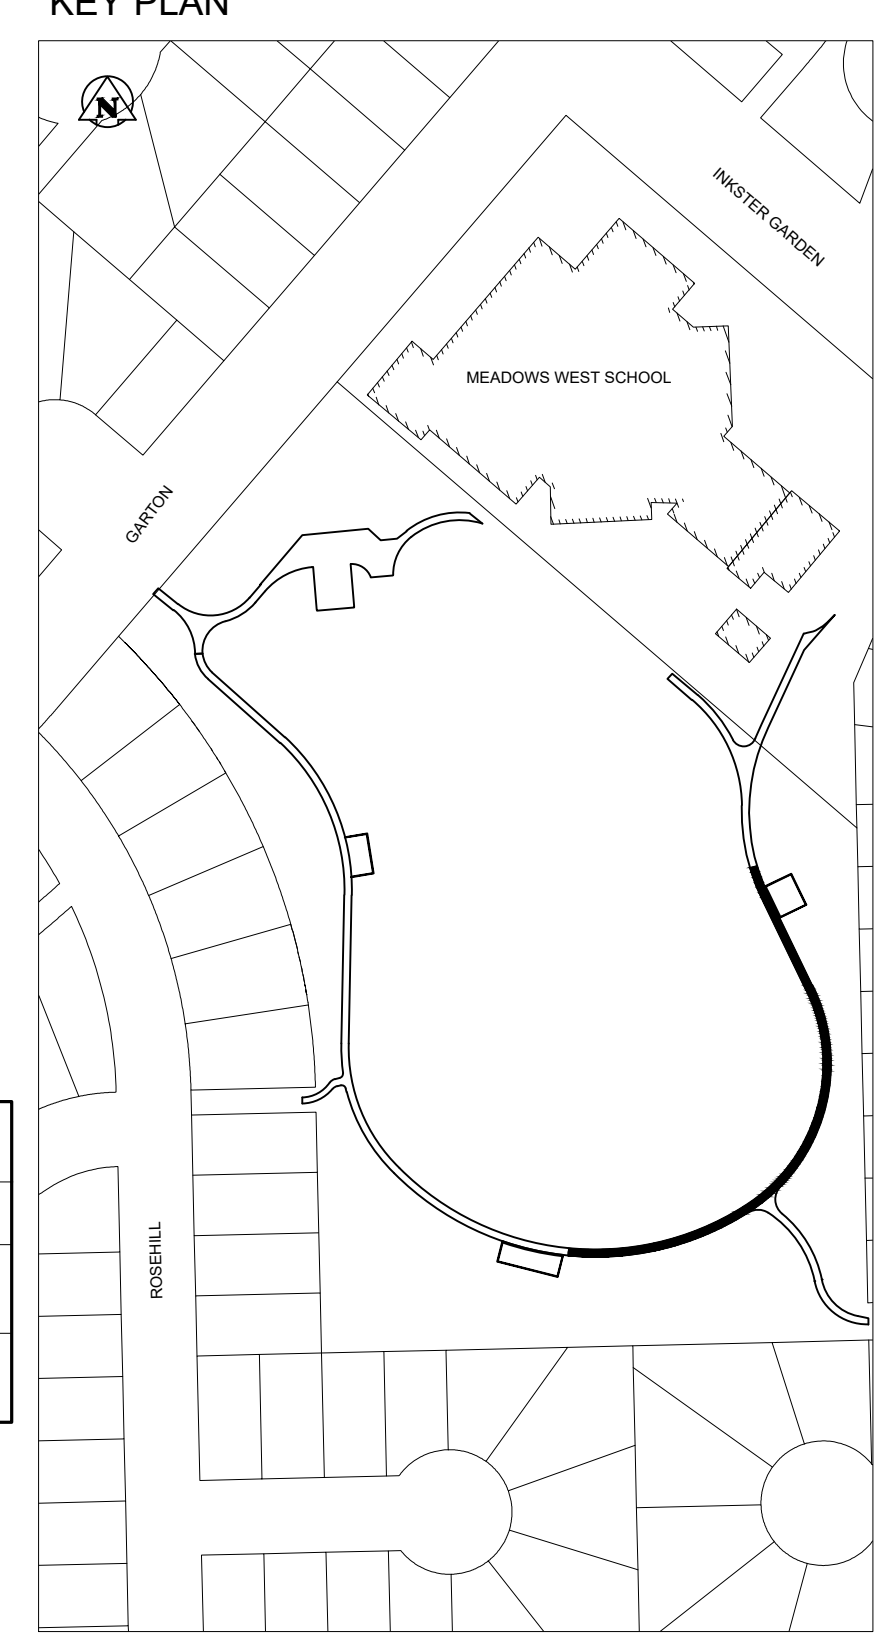 KEY PLAN
N
INKSTER GARDEN
MEADOWS WEST SCHOOL
GARTON
ROSEHILL